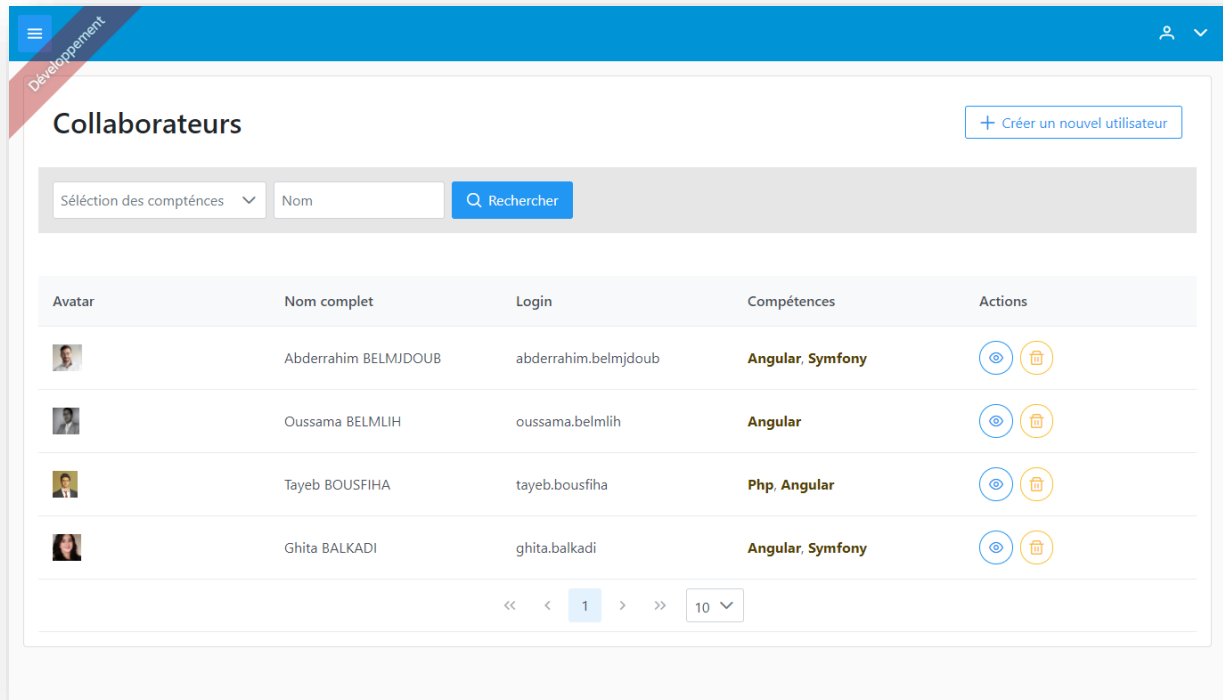 Développement
Collaborateurs
Créer un nouvel utilisateur
Séléction des compténces Nom Rechercher
Avatar Nom complet Login Compétences Actions
Abderrahim BELMJDOUB abderrahim.belmjdoub Angular, Symfony
Oussama BELMLIH oussama.belmlih Angular
Tayeb BOUSFIHA tayeb.bousfiha Php, Angular
Ghita BALKADI ghita.balkadi Angular, Symfony
1 10